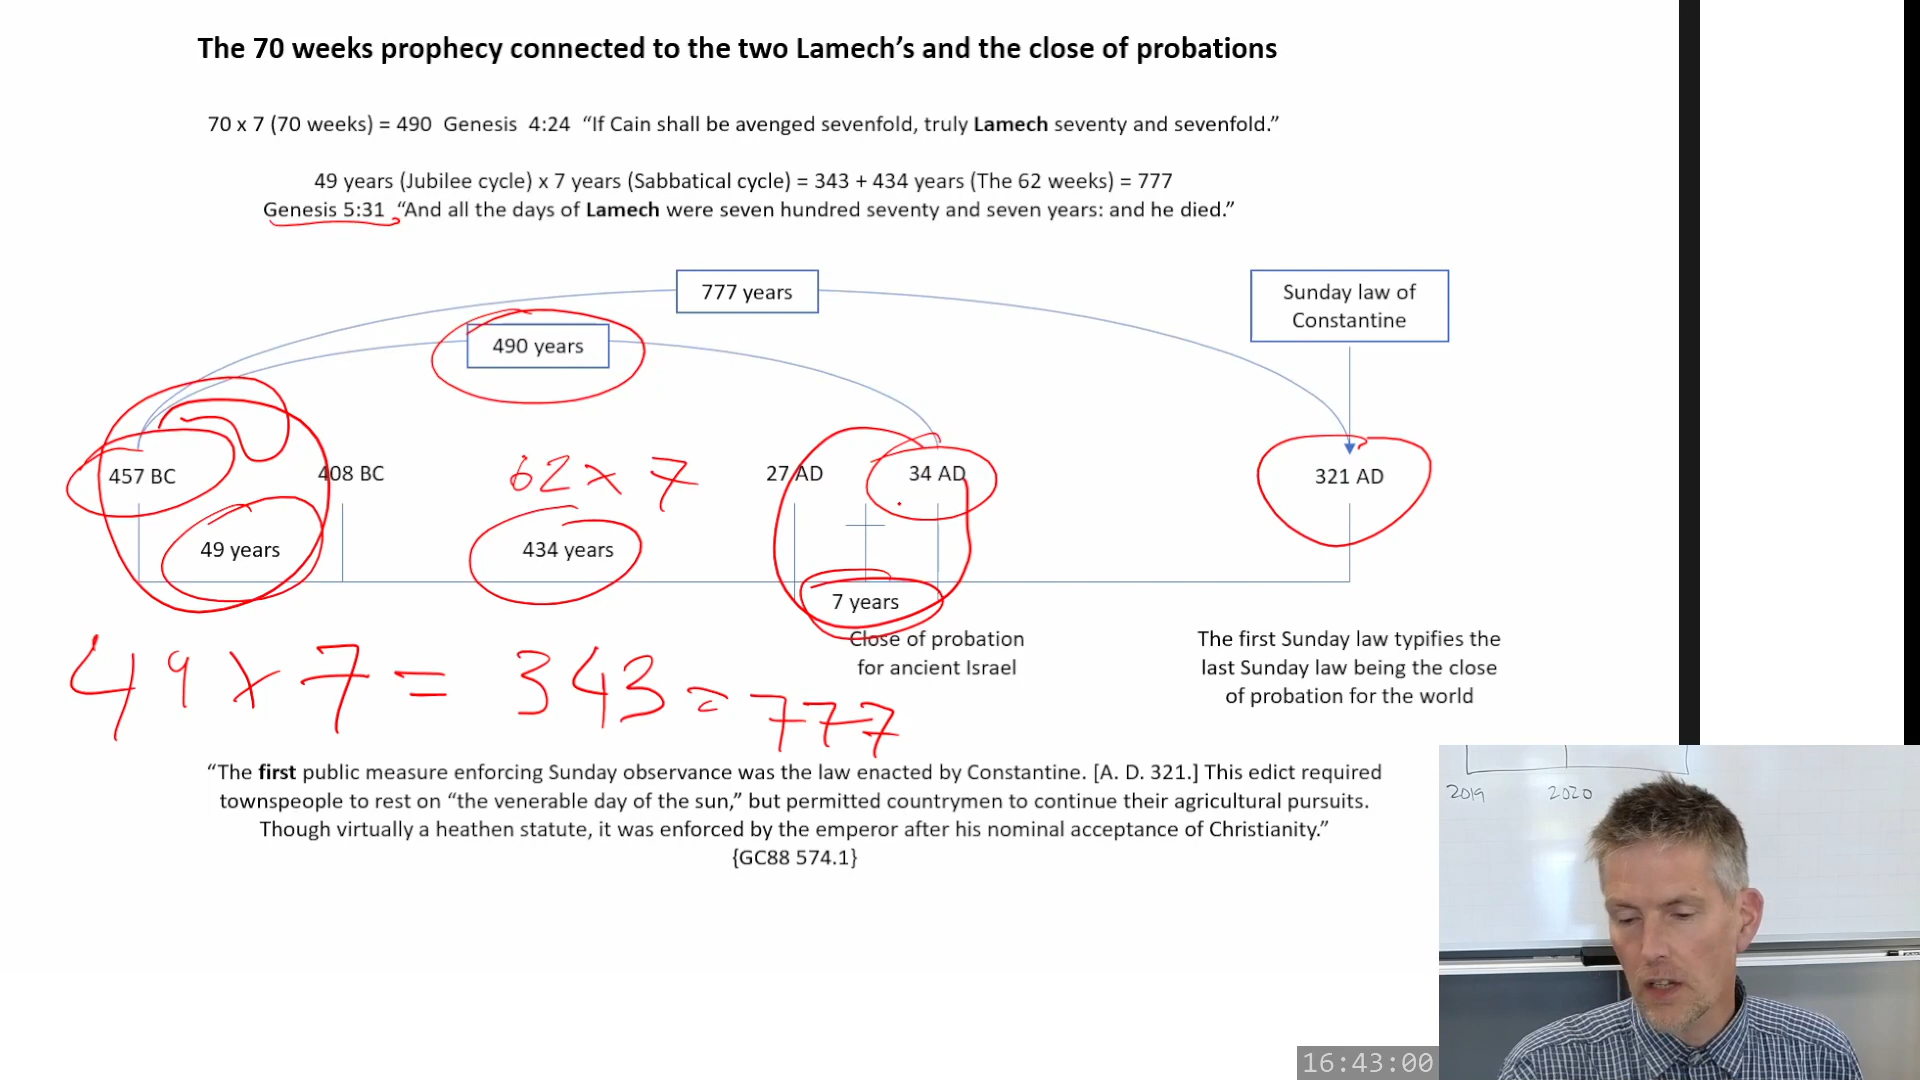 The 70 weeks prophecy connected to the two Lamech's and the close of probations
70 x 7 (70 weeks) = 490 Genesis 4:24 “If Cain shall be avenged sevenfold, truly Lamech seventy and sevenfold.”
49 years (Jubilee cycle) x 7 years (Sabbatical cycle) = 343 + 434 years (The 62 weeks) = 777
Genesis 5:31 “And all the days of Lamech were seven hundred seventy and seven years: and he died.”
777 years
Sunday law of
Constantine
490 years
457 BC
408 BC
62 x 7
27 AD
34 AD
321 AD
49 years
434 years
7 years
Close of probation
for ancient Israel
The first Sunday law typifies the
last Sunday law being the close
of probation for the world
49 x 7 = 343 = 777
“The first public measure enforcing Sunday observance was the law enacted by Constantine. [A. D. 321.] This edict required
townspeople to rest on “the venerable day of the sun,” but permitted countrymen to continue their agricultural pursuits.
Though virtually a heathen statute, it was enforced by the emperor after his nominal acceptance of Christianity.”
{GC88 574.1}
2019 2020
16:43:00